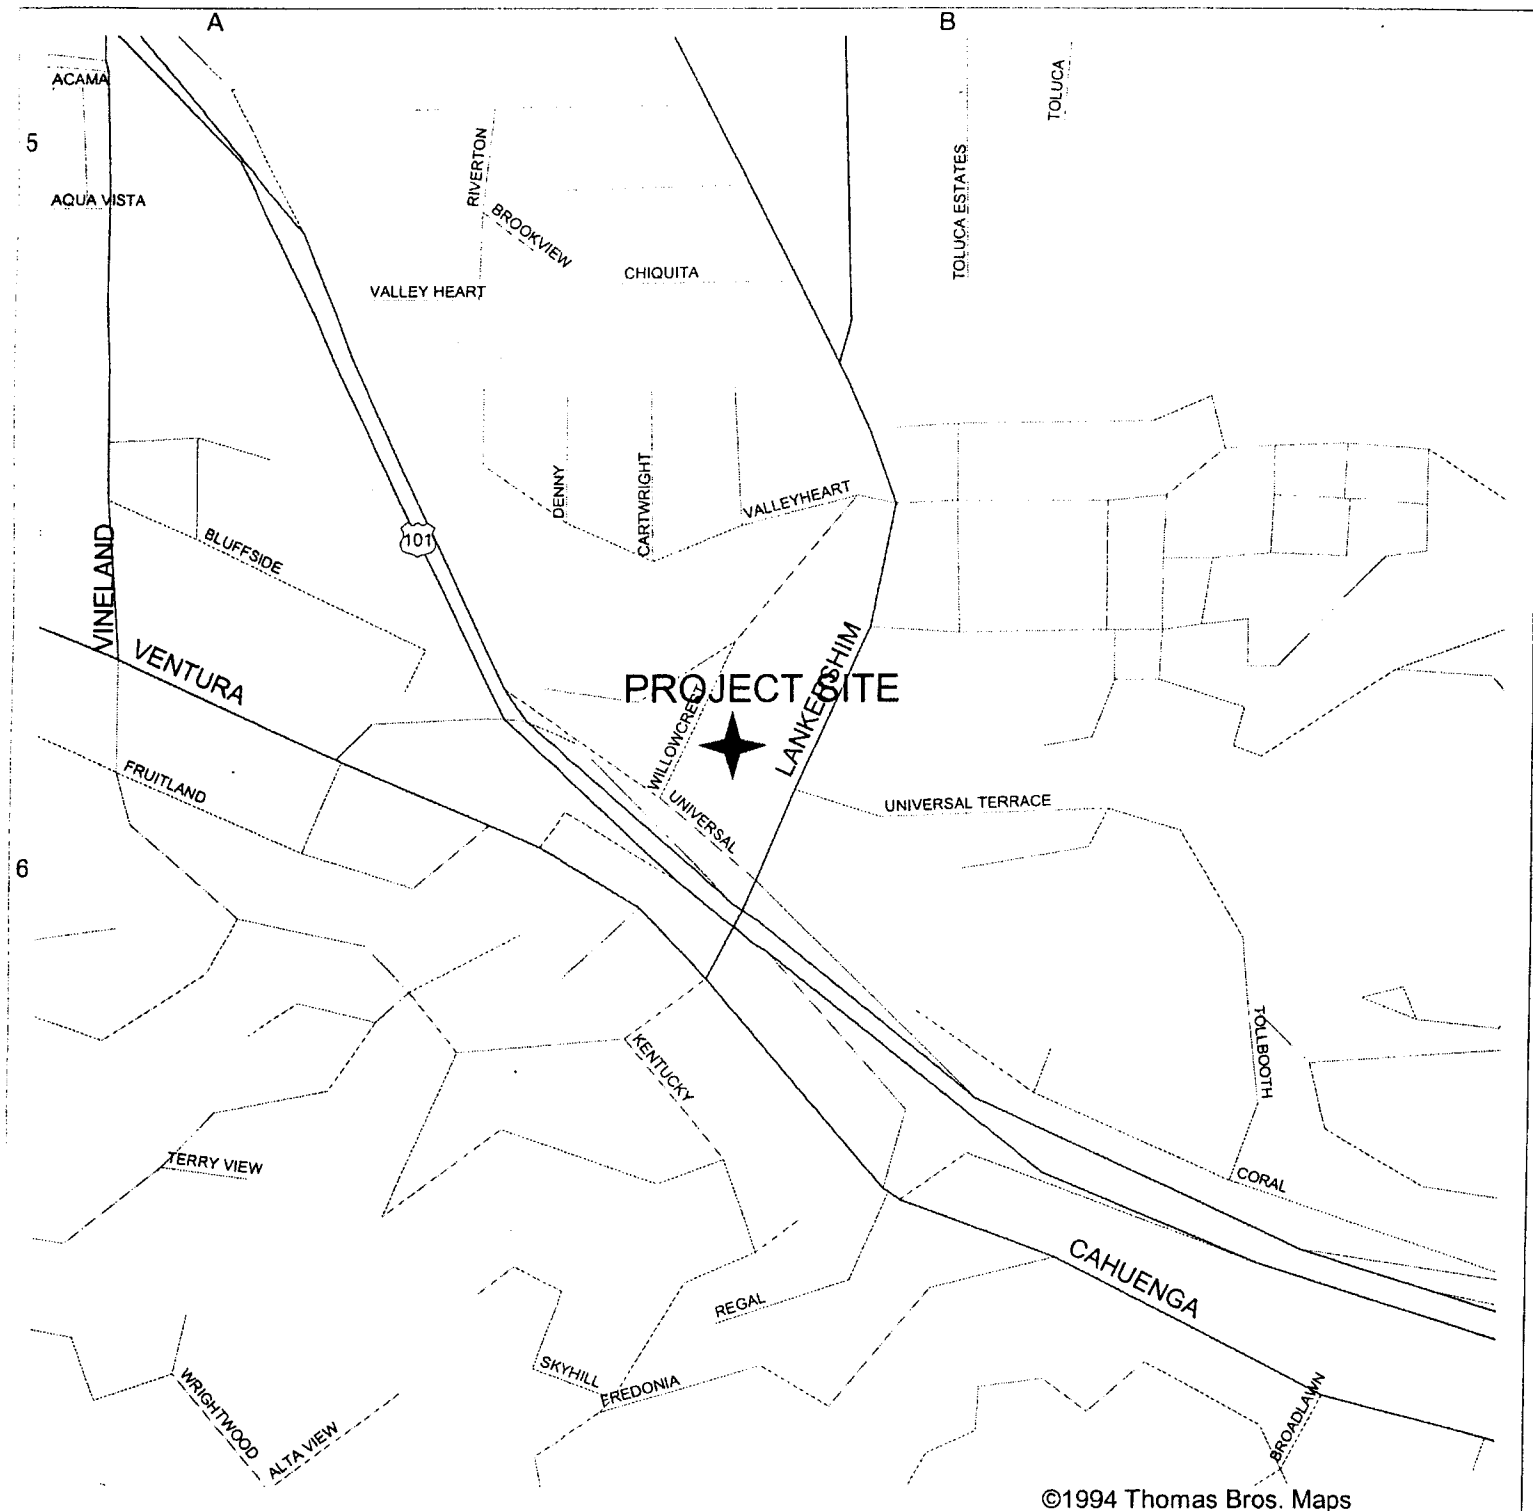 A
B
ACAMA
TOLUCA
5
RIVERTON
TOLUCA ESTATES
AQUA VISTA
BROOKVIEW
CHIQUITA
VALLEY HEART
DENNY
CARTWRIGHT
VALLEYHEART
101
BLUFFSIDE
VINELAND
VENTURA
LANKERSHIM
PROJECT SITE
WILLOWCREST
FRUITLAND
UNIVERSAL
UNIVERSAL TERRACE
6
KENTUCKY
TOLLBOOTH
TERRY VIEW
CORAL
CAHUENGA
REGAL
SKYHILL
FREDONIA
WRIGHTWOOD
ALTA VIEW
BROADLAWN
©1994 Thomas Bros. Maps